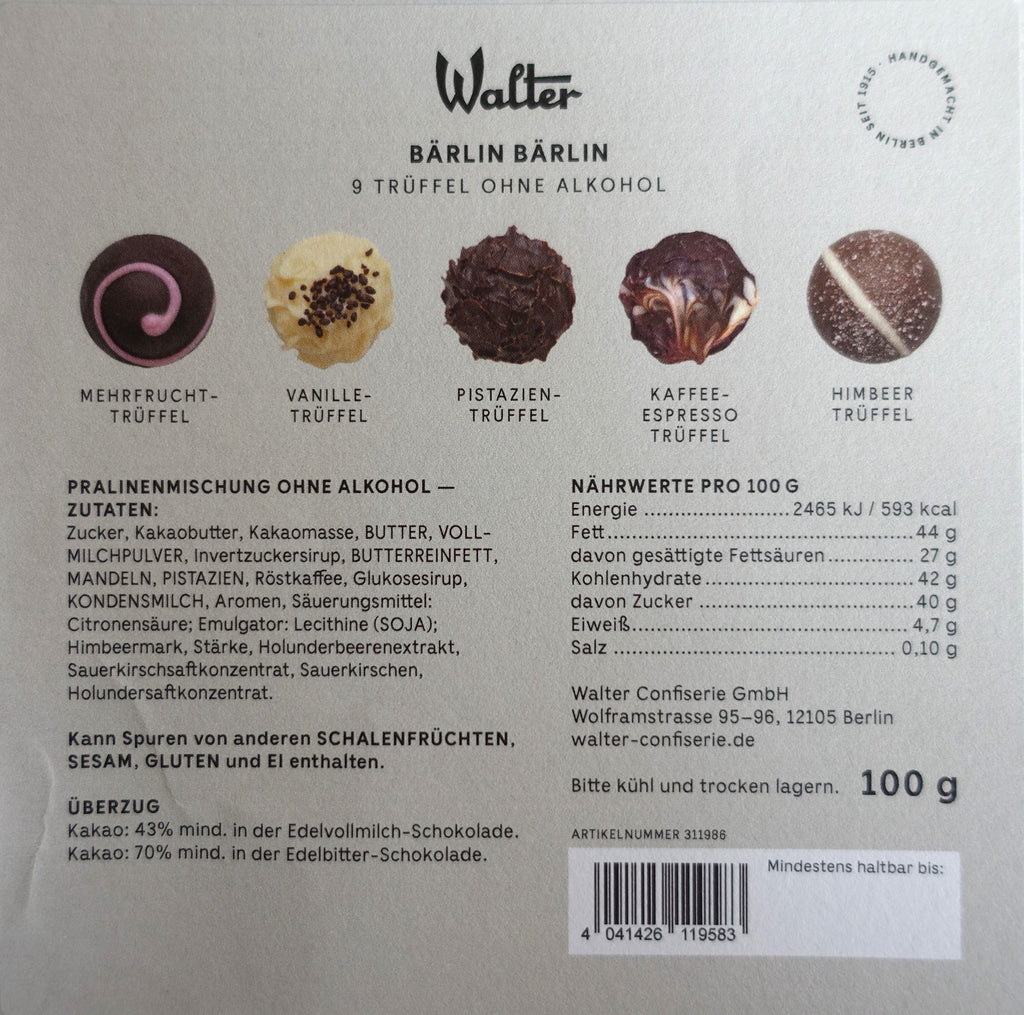 Walter
HANDGEMACHT IN BERLIN SEIT 1915 ·
BÄRLIN BÄRLIN
9 TRÜFFEL OHNE ALKOHOL
MEHRFRUCHT-
TRÜFFEL
VANILLE-
TRÜFFEL
PISTAZIEN-
TRÜFFEL
KAFFEE-
ESPRESSO
TRÜFFEL
HIMBEER
TRÜFFEL
PRALINENMISCHUNG OHNE ALKOHOL —
ZUTATEN:
Zucker, Kakaobutter, Kakaomasse, BUTTER, VOLL-
MILCHPULVER, Invertzuckersirup, BUTTERREINFETT,
MANDELN, PISTAZIEN, Röstkaffee, Glukosesirup,
KONDENSMILCH, Aromen, Säuerungsmittel:
Citronensäure; Emulgator: Lecithine (SOJA);
Himbeermark, Stärke, Holunderbeerenextrakt,
Sauerkirschsaftkonzentrat, Sauerkirschen,
Holundersaftkonzentrat.
Kann Spuren von anderen SCHALENFRÜCHTEN,
SESAM, GLUTEN und EI enthalten.
ÜBERZUG
Kakao: 43% mind. in der Edelvollmilch-Schokolade.
Kakao: 70% mind. in der Edelbitter-Schokolade.
NÄHRWERTE PRO 100 G
Energie ........................ 2465 kJ / 593 kcal
Fett ................................................ 44 g
davon gesättigte Fettsäuren .............. 27 g
Kohlenhydrate ................................. 42 g
davon Zucker .................................. 40 g
Eiweiß ............................................ 4,7 g
Salz ............................................. 0,10 g
Walter Confiserie GmbH
Wolframstrasse 95–96, 12105 Berlin
walter-confiserie.de
Bitte kühl und trocken lagern. 100 g
ARTIKELNUMMER 311986
Mindestens haltbar bis:
4 041426 119583